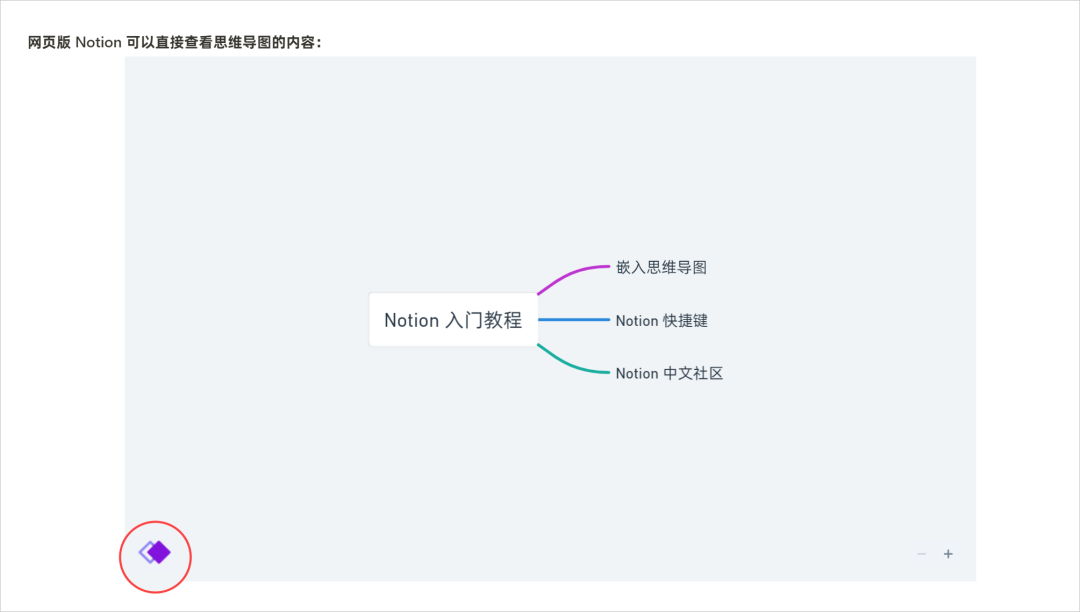 网页版 Notion 可以直接查看思维导图的内容：
嵌入思维导图
Notion 入门教程
Notion 快捷键
Notion 中文社区